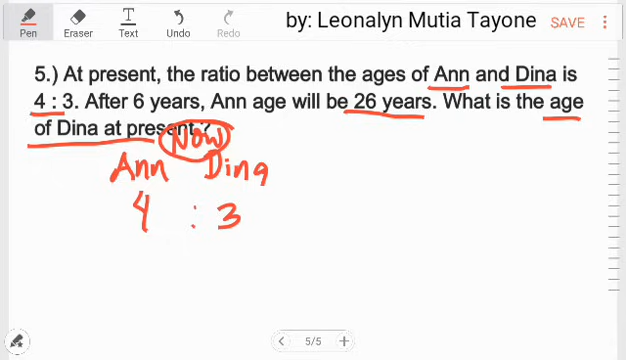 by: Leonalyn Mutia Tayone
Pen Eraser Text Undo Redo SAVE
5.) At present, the ratio between the ages of Ann and Dina is
4 : 3. After 6 years, Ann age will be 26 years. What is the age
of Dina at present?
Now
Ann Dina
4 : 3
5/5